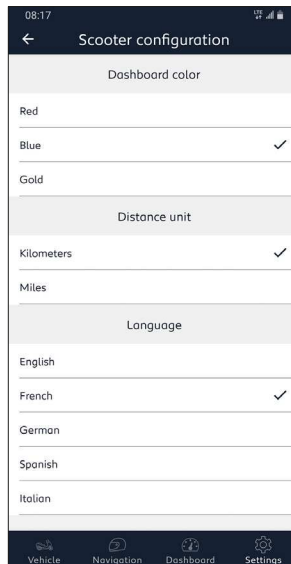 08:17
LTE
Scooter configuration
Dashboard color
Red
Blue
Gold
Distance unit
Kilometers
Miles
Language
English
French
German
Spanish
Italian
Vehicle Navigation Dashboard Settings